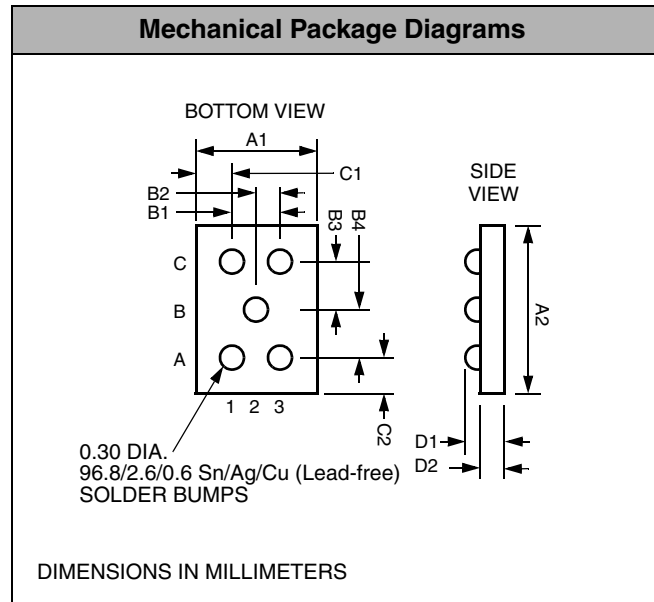 Mechanical Package Diagrams
BOTTOM VIEW
A1
C1
B2
B1
B3
B4
SIDE
VIEW
C
B
A
A2
1 2 3
C2
D1
D2
0.30 DIA.
96.8/2.6/0.6 Sn/Ag/Cu (Lead-free)
SOLDER BUMPS
DIMENSIONS IN MILLIMETERS